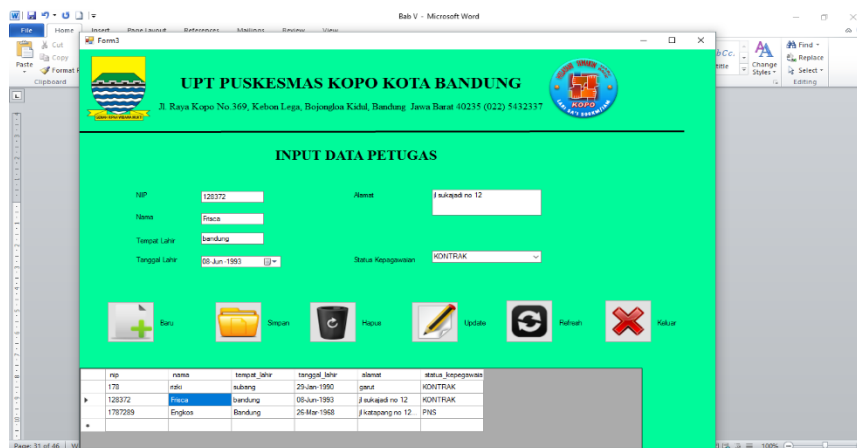 Bab V - Microsoft Word
File Home Insert Page Layout References Mailings Review View
Cut
Copy
Paste
Format
Clipboard
Find
Replace
Select
Change
Styles
Editing
Form3
UPT PUSKESMAS KOPO KOTA BANDUNG
Jl. Raya Kopo No.369, Kebon Lega, Bojongloa Kidul, Bandung Jawa Barat 40235 (022) 5432337
KOPO
INPUT DATA PETUGAS
NIP 128372 Alamat jl sukajadi no 12
Nama Frisca
Tempat Lahir bandung
Tanggal Lahir 08-Jun-1993 Status Kepagawaian KONTRAK
Baru Simpan Hapus Update Refresh Keluar
nip nama tempat_lahir tanggal_lahir alamat status_kepegawaia
178 rizki subang 29-Jan-1990 garut KONTRAK
128372 Frisca bandung 08-Jun-1993 jl sukajadi no 12 KONTRAK
1787289 Engkos Bandung 26-Mar-1968 jl katapang no 12... PNS
Page: 31 of 46
100%